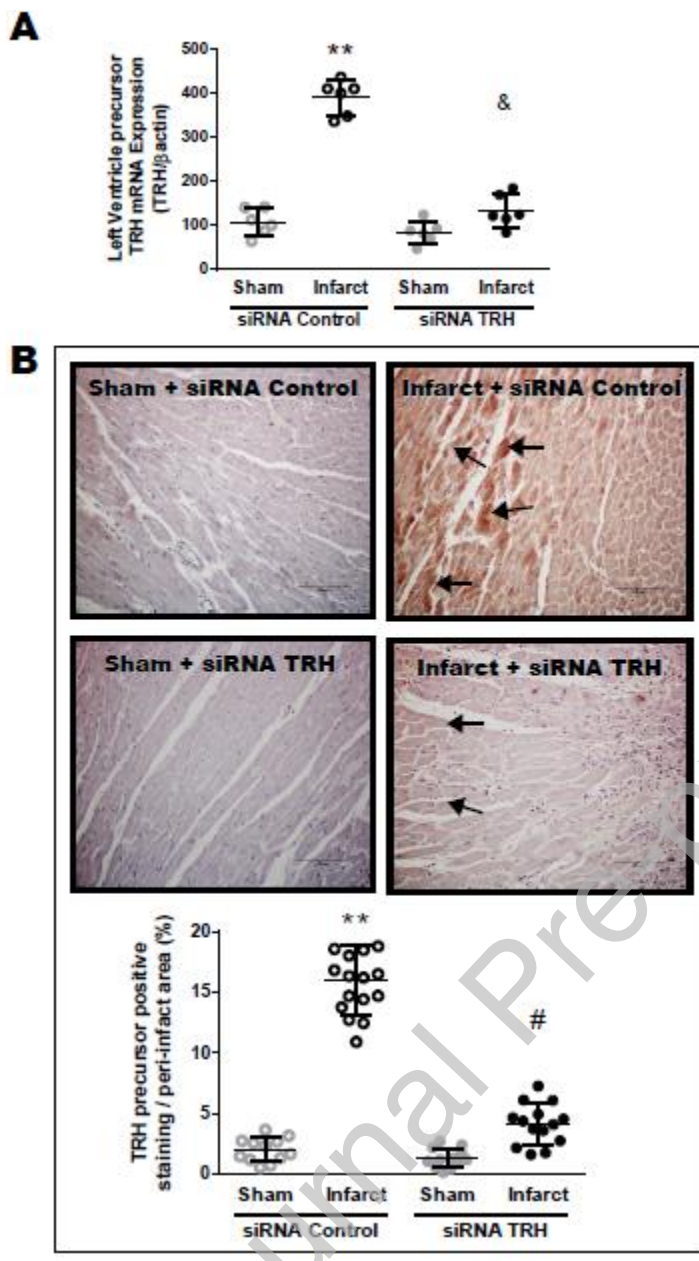 A
Left Ventricle precursor
TRH mRNA Expression
(TRH/βactin)
500
400
300
200
100
0
**
&
Sham Infarct Sham Infarct
siRNA Control siRNA TRH
B
Sham + siRNA Control
Infarct + siRNA Control
Sham + siRNA TRH
Infarct + siRNA TRH
TRH precursor positive
staining / peri-infact area (%)
20
15
10
5
0
**
#
Sham Infarct Sham Infarct
siRNA Control siRNA TRH
urnal Pre-